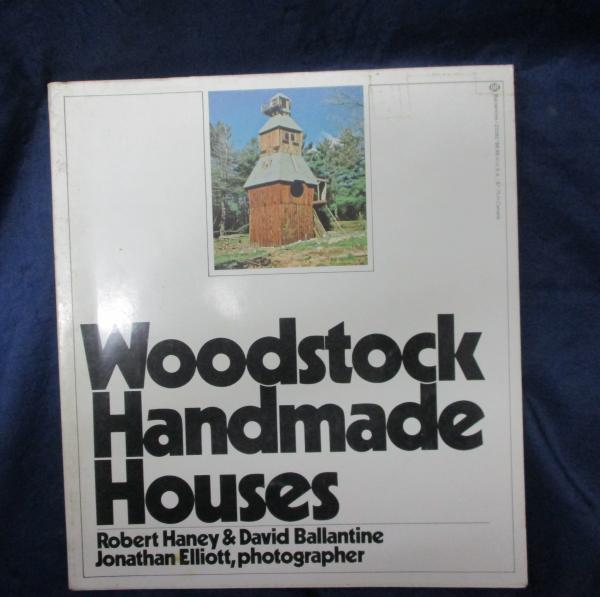 Woodstock
Handmade
Houses
Robert Haney & David Ballantine
Jonathan Elliott, photographer